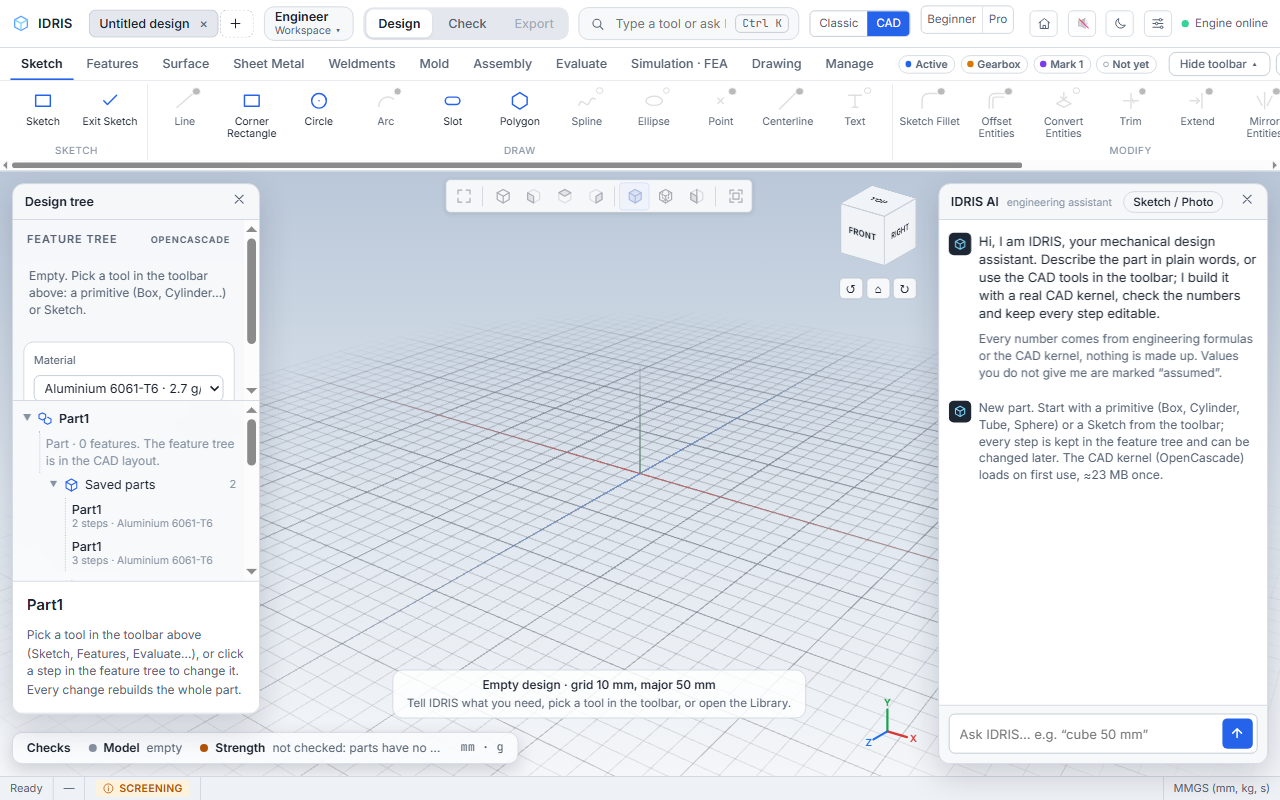 IDRIS
Untitled design ×
+
Engineer
Workspace ▾
Design
Check
Export
Type a tool or ask I
Ctrl K
Classic
CAD
Beginner
Pro
Engine online
Sketch
Features
Surface
Sheet Metal
Weldments
Mold
Assembly
Evaluate
Simulation · FEA
Drawing
Manage
Active
Gearbox
Mark 1
Not yet
Hide toolbar
Sketch
Exit Sketch
Line
Corner
Rectangle
Circle
Arc
Slot
Polygon
Spline
Ellipse
Point
Centerline
Text
Sketch Fillet
Offset
Entities
Convert
Entities
Trim
Extend
Mirror
Entities
SKETCH
DRAW
MODIFY
Design tree
FEATURE TREE
OPENCASCADE
Empty. Pick a tool in the toolbar
above: a primitive (Box, Cylinder...)
or Sketch.
Material
Aluminium 6061-T6 · 2.7 g/
Part1
Part · 0 features. The feature tree
is in the CAD layout.
Saved parts 2
Part1
2 steps · Aluminium 6061-T6
Part1
3 steps · Aluminium 6061-T6
Part1
Pick a tool in the toolbar above
(Sketch, Features, Evaluate...), or click
a step in the feature tree to change it.
Every change rebuilds the whole part.
TOP
FRONT
RIGHT
Empty design · grid 10 mm, major 50 mm
Tell IDRIS what you need, pick a tool in the toolbar, or open the Library.
Y
Z
X
IDRIS AI
engineering assistant
Sketch / Photo
Hi, I am IDRIS, your mechanical design
assistant. Describe the part in plain words, or
use the CAD tools in the toolbar; I build it
with a real CAD kernel, check the numbers
and keep every step editable.
Every number comes from engineering formulas
or the CAD kernel, nothing is made up. Values
you do not give me are marked “assumed”.
New part. Start with a primitive (Box, Cylinder,
Tube, Sphere) or a Sketch from the toolbar;
every step is kept in the feature tree and can be
changed later. The CAD kernel (OpenCascade)
loads on first use, ≈23 MB once.
Ask IDRIS... e.g. “cube 50 mm”
Checks
Model empty
Strength not checked: parts have no ...
mm · g
Ready
—
SCREENING
MMGS (mm, kg, s)